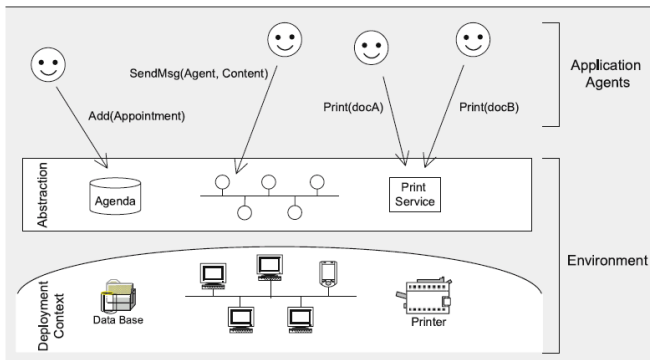 SendMsg(Agent, Content)
Application
Agents
Add(Appointment)
Print(docA)
Print(docB)
Abstraction
Agenda
Print
Service
Environment
Deployment
Context
Data Base
Printer